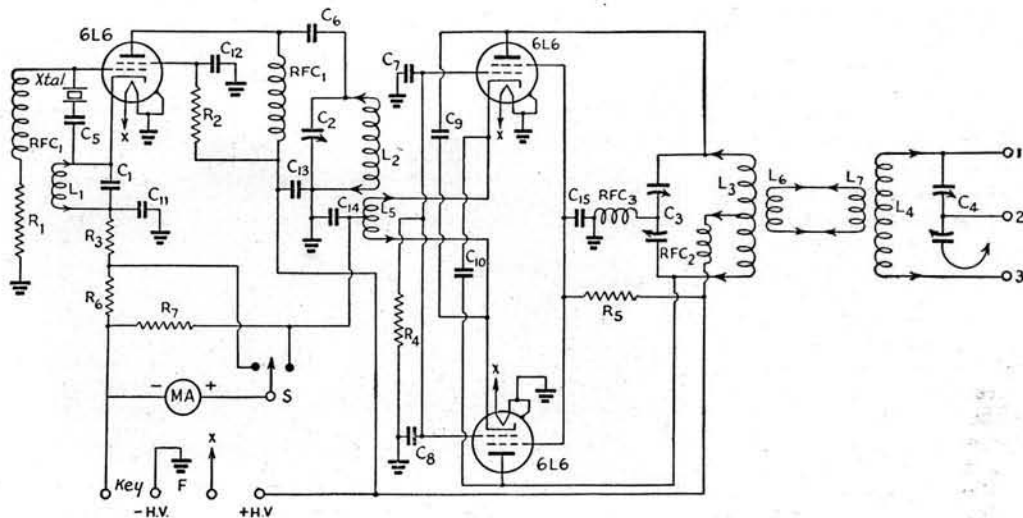 6L6
C6
6L6
C12
C7
Xtal
RFC1
C5
R2
C2
C9
L2
X
X
RFC1
C1
C13
L1
C11
C14
L5
C15
RFC3
C3
L3
L6
L7
L4
C4
1
2
3
R1
R3
RFC2
C10
R6
R4
R5
R7
X
- MA +
S
X
C8
6L6
Key
F
-H.V.
+H.V